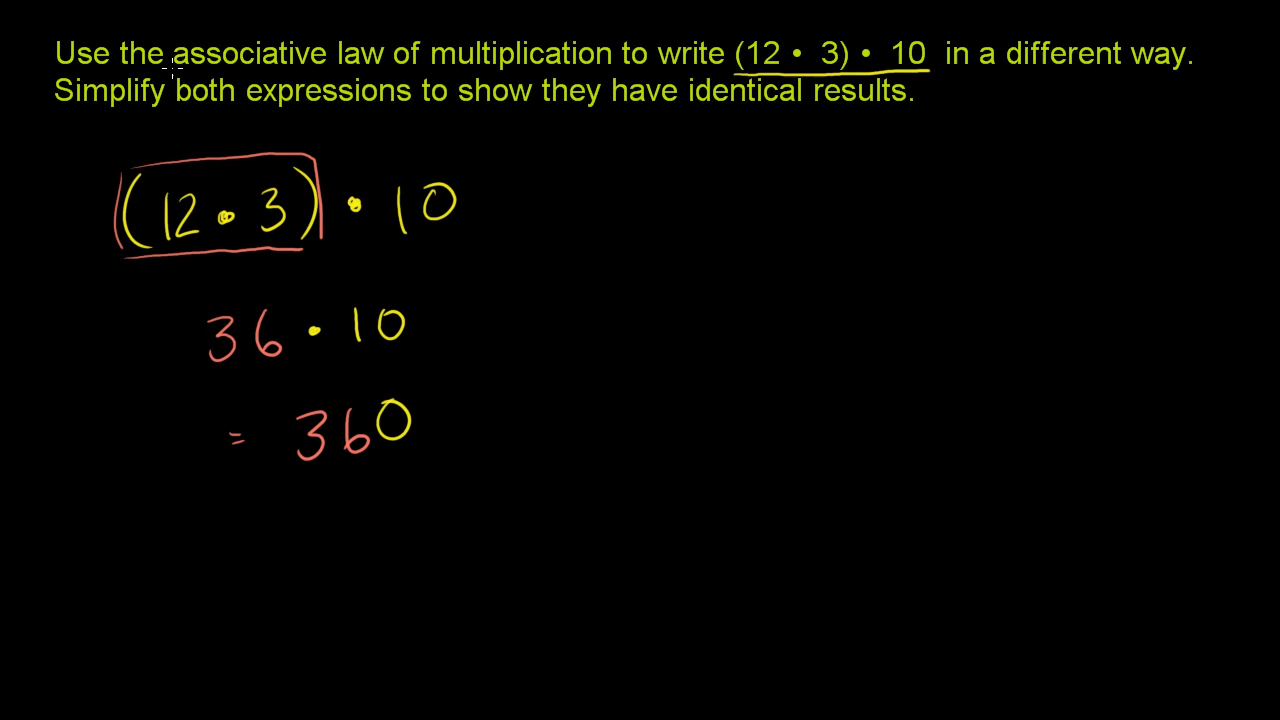 Use the associative law of multiplication to write (12 • 3) • 10 in a different way.
Simplify both expressions to show they have identical results.
(12 • 3) • 10
36 • 10
= 360